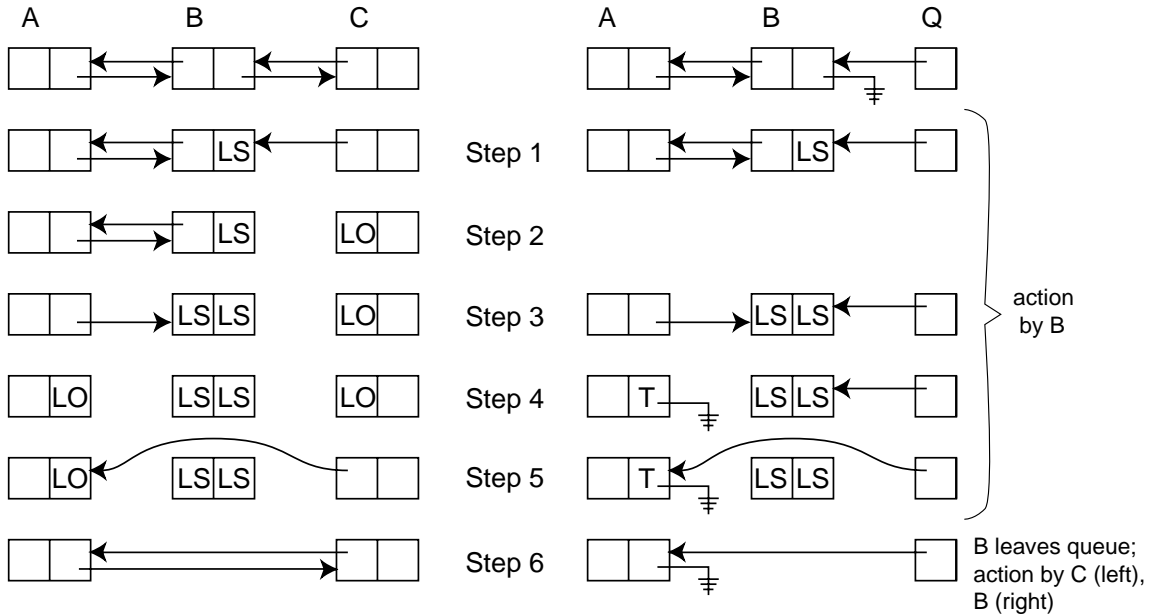 A B C A B Q
LS Step 1 LS
LS LO Step 2
LS LS LO Step 3 LS LS
action
by B
LO LS LS LO Step 4 T LS LS
LO LS LS Step 5 T LS LS
Step 6
B leaves queue;
action by C (left),
B (right)